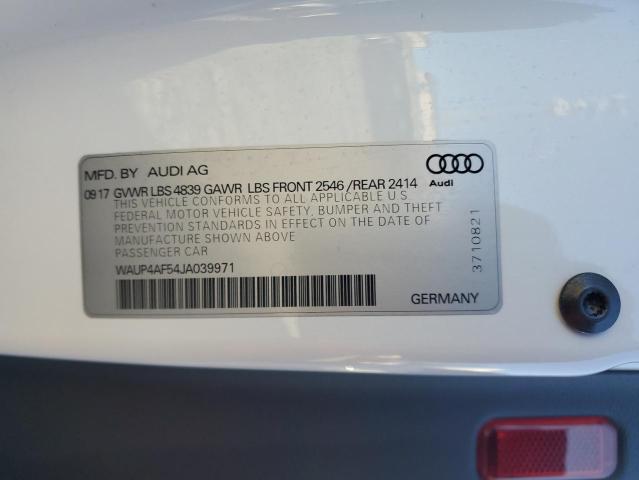 MFD. BY AUDI AG
Audi
09 17 GVWR LBS 4839 GAWR LBS FRONT 2546 /REAR 2414
THIS VEHICLE CONFORMS TO ALL APPLICABLE U S
FEDERAL MOTOR VEHICLE SAFETY, BUMPER AND THEFT
PREVENTION STANDARDS IN EFFECT ON THE DATE OF
MANUFACTURE SHOWN ABOVE
PASSENGER CAR
WAUP4AF54JA039971
GERMANY
3710821